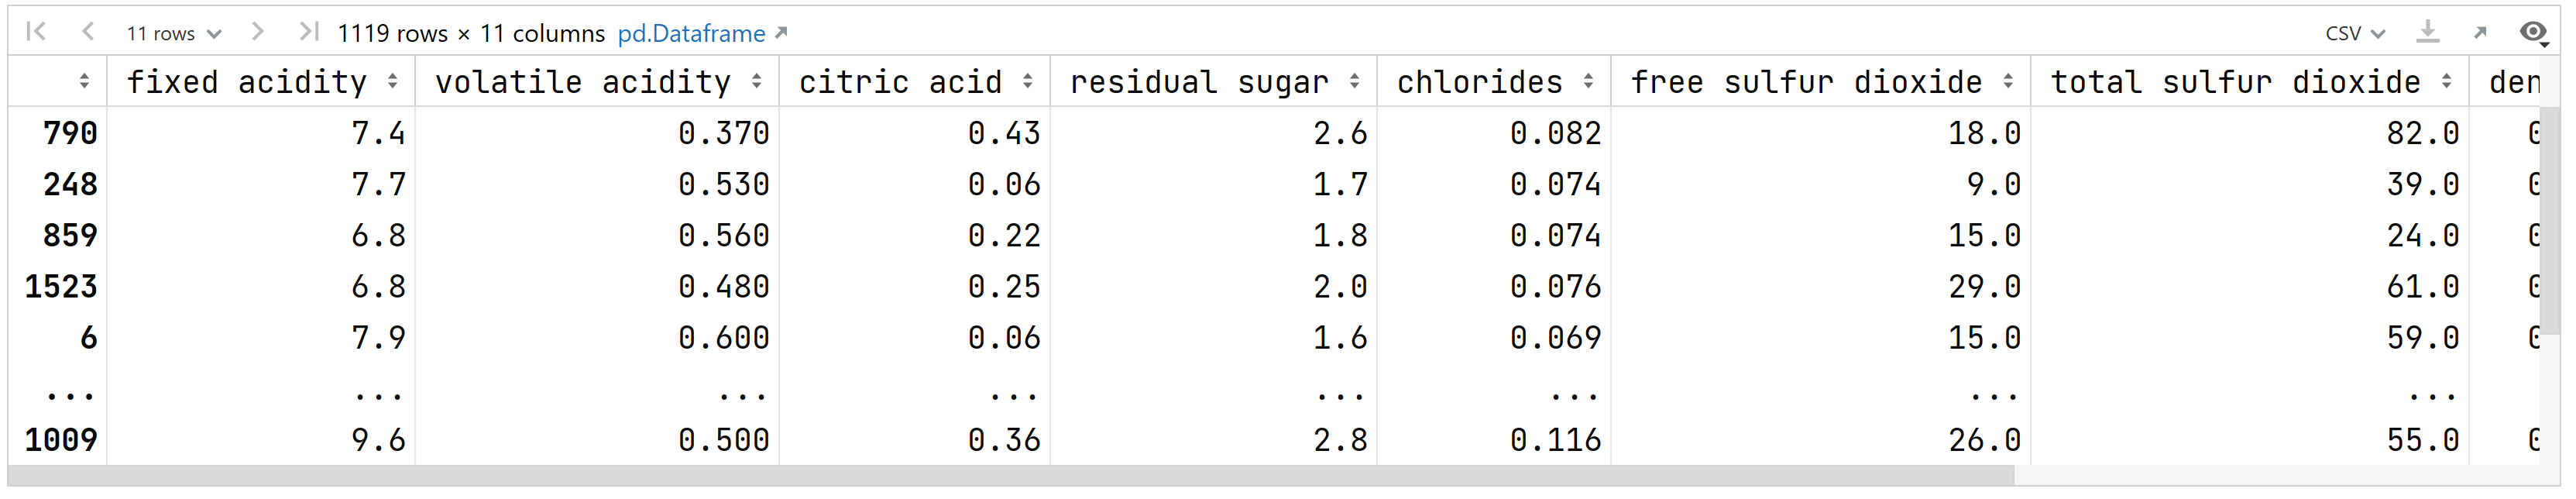 11 rows 1119 rows × 11 columns pd.Dataframe CSV
fixed acidity volatile acidity citric acid residual sugar chlorides free sulfur dioxide total sulfur dioxide den
790 7.4 0.370 0.43 2.6 0.082 18.0 82.0 0
248 7.7 0.530 0.06 1.7 0.074 9.0 39.0 0
859 6.8 0.560 0.22 1.8 0.074 15.0 24.0 0
1523 6.8 0.480 0.25 2.0 0.076 29.0 61.0 0
6 7.9 0.600 0.06 1.6 0.069 15.0 59.0 0
... ... ... ... ... ... ... ...
1009 9.6 0.500 0.36 2.8 0.116 26.0 55.0 0